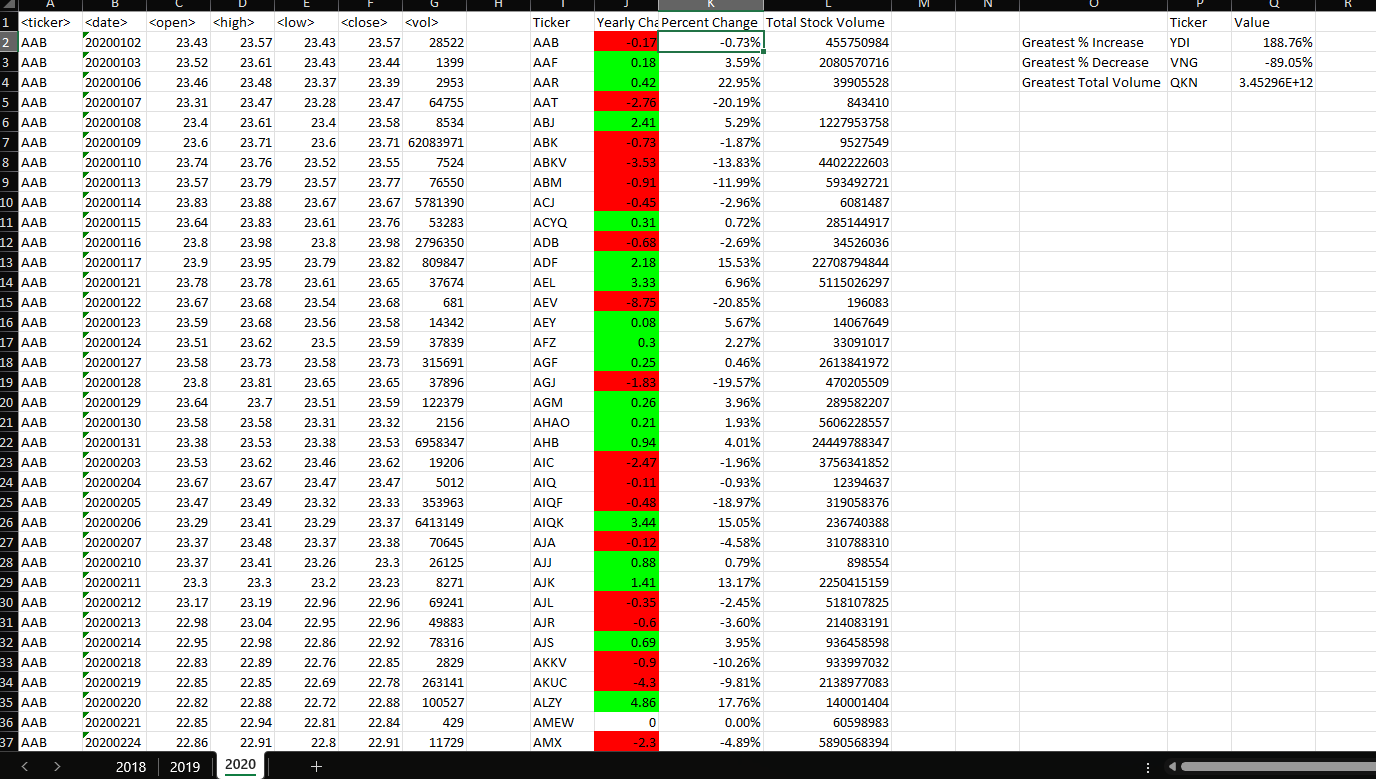 A B C D E F G H I J K L M N O P Q R
1 <ticker> <date> <open> <high> <low> <close> <vol> Ticker Yearly Cha Percent Change Total Stock Volume Ticker Value
2 AAB 20200102 23.43 23.57 23.43 23.57 28522 AAB -0.17 -0.73% 455750984 Greatest % Increase YDI 188.76%
3 AAB 20200103 23.52 23.61 23.43 23.44 1399 AAF 0.18 3.59% 2080570716 Greatest % Decrease VNG -89.05%
4 AAB 20200106 23.46 23.48 23.37 23.39 2953 AAR 0.42 22.95% 39905528 Greatest Total Volume QKN 3.45296E+12
5 AAB 20200107 23.31 23.47 23.28 23.47 64755 AAT -2.76 -20.19% 843410
6 AAB 20200108 23.4 23.61 23.4 23.58 8534 ABJ 2.41 5.29% 1227953758
7 AAB 20200109 23.6 23.71 23.6 23.71 62083971 ABK -0.73 -1.87% 9527549
8 AAB 20200110 23.74 23.76 23.52 23.55 7524 ABKV -3.53 -13.83% 4402222603
9 AAB 20200113 23.57 23.79 23.57 23.77 76550 ABM -0.91 -11.99% 593492721
10 AAB 20200114 23.83 23.88 23.67 23.67 5781390 ACJ -0.45 -2.96% 6081487
11 AAB 20200115 23.64 23.83 23.61 23.76 53283 ACYQ 0.31 0.72% 285144917
12 AAB 20200116 23.8 23.98 23.8 23.98 2796350 ADB -0.68 -2.69% 34526036
13 AAB 20200117 23.9 23.95 23.79 23.82 809847 ADF 2.18 15.53% 22708794844
14 AAB 20200121 23.78 23.78 23.61 23.65 37674 AEL 3.33 6.96% 5115026297
15 AAB 20200122 23.67 23.68 23.54 23.68 681 AEV -8.75 -20.85% 196083
16 AAB 20200123 23.59 23.68 23.56 23.58 14342 AEY 0.08 5.67% 14067649
17 AAB 20200124 23.51 23.62 23.5 23.59 37839 AFZ 0.3 2.27% 33091017
18 AAB 20200127 23.58 23.73 23.58 23.73 315691 AGF 0.25 0.46% 2613841972
19 AAB 20200128 23.8 23.81 23.65 23.65 37896 AGJ -1.83 -19.57% 470205509
20 AAB 20200129 23.64 23.7 23.51 23.59 122379 AGM 0.26 3.96% 289582207
21 AAB 20200130 23.58 23.58 23.31 23.32 2156 AHAO 0.21 1.93% 5606228557
22 AAB 20200131 23.38 23.53 23.38 23.53 6958347 AHB 0.94 4.01% 24449788347
23 AAB 20200203 23.53 23.62 23.46 23.62 19206 AIC -2.47 -1.96% 3756341852
24 AAB 20200204 23.67 23.67 23.47 23.47 5012 AIQ -0.11 -0.93% 12394637
25 AAB 20200205 23.47 23.49 23.32 23.33 353963 AIQF -0.48 -18.97% 319058376
26 AAB 20200206 23.29 23.41 23.29 23.37 6413149 AIQK 3.44 15.05% 236740388
27 AAB 20200207 23.37 23.48 23.37 23.38 70645 AJA -0.12 -4.58% 310788310
28 AAB 20200210 23.37 23.41 23.26 23.3 26125 AJJ 0.88 0.79% 898554
29 AAB 20200211 23.3 23.3 23.2 23.23 8271 AJK 1.41 13.17% 2250415159
30 AAB 20200212 23.17 23.19 22.96 22.96 69241 AJL -0.35 -2.45% 518107825
31 AAB 20200213 22.98 23.04 22.95 22.96 49883 AJR -0.6 -3.60% 214083191
32 AAB 20200214 22.95 22.98 22.86 22.92 78316 AJS 0.69 3.95% 936458598
33 AAB 20200218 22.83 22.89 22.76 22.85 2829 AKKV -0.9 -10.26% 933997032
34 AAB 20200219 22.85 22.85 22.69 22.78 263141 AKUC -4.3 -9.81% 2138977083
35 AAB 20200220 22.82 22.88 22.72 22.88 100527 ALZY 4.86 17.76% 140001404
36 AAB 20200221 22.85 22.94 22.81 22.84 429 AMEW 0 0.00% 60598983
37 AAB 20200224 22.86 22.91 22.8 22.91 11729 AMX -2.3 -4.89% 5890568394
2018 2019 2020